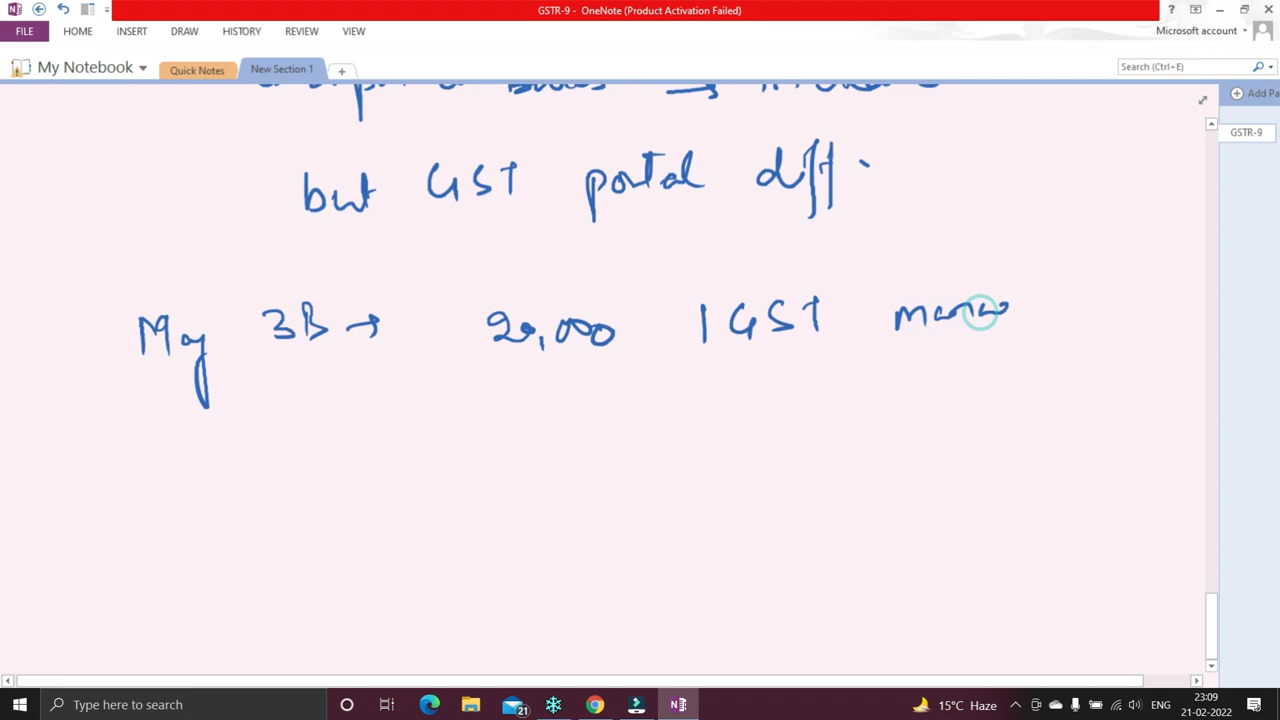 GSTR-9 - OneNote (Product Activation Failed)
?
FILE HOME INSERT DRAW HISTORY REVIEW VIEW
Microsoft account
My Notebook Quick Notes New Section 1 +
Search (Ctrl+E)
Add Pa
GSTR-9
but GST portal diff.
May 3B → 20,000 IGST
Type here to search
21
15°C Haze
ENG
23:09
21-02-2022